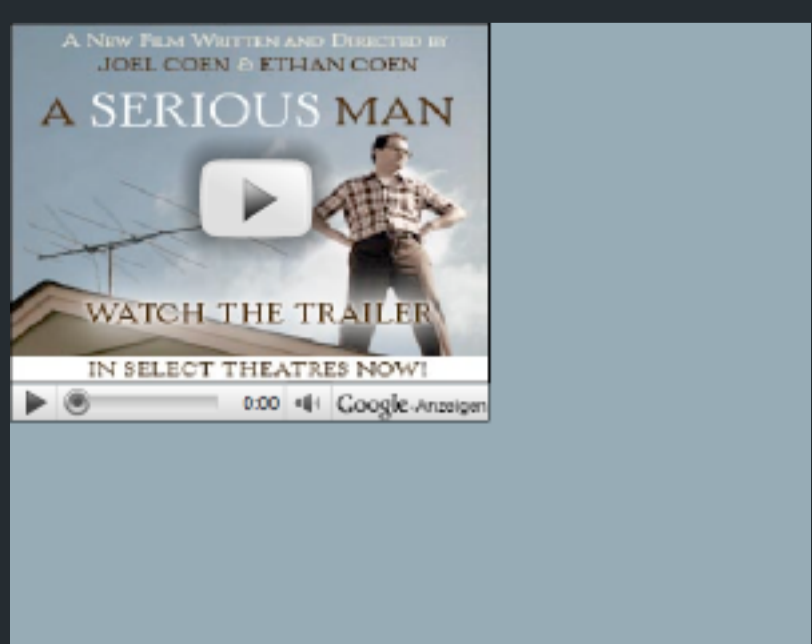 A NEW FILM WRITTEN AND DIRECTED BY
JOEL COEN & ETHAN COEN
A SERIOUS MAN
WATCH THE TRAILER
IN SELECT THEATRES NOW!
0:00
Google-Anzeigen